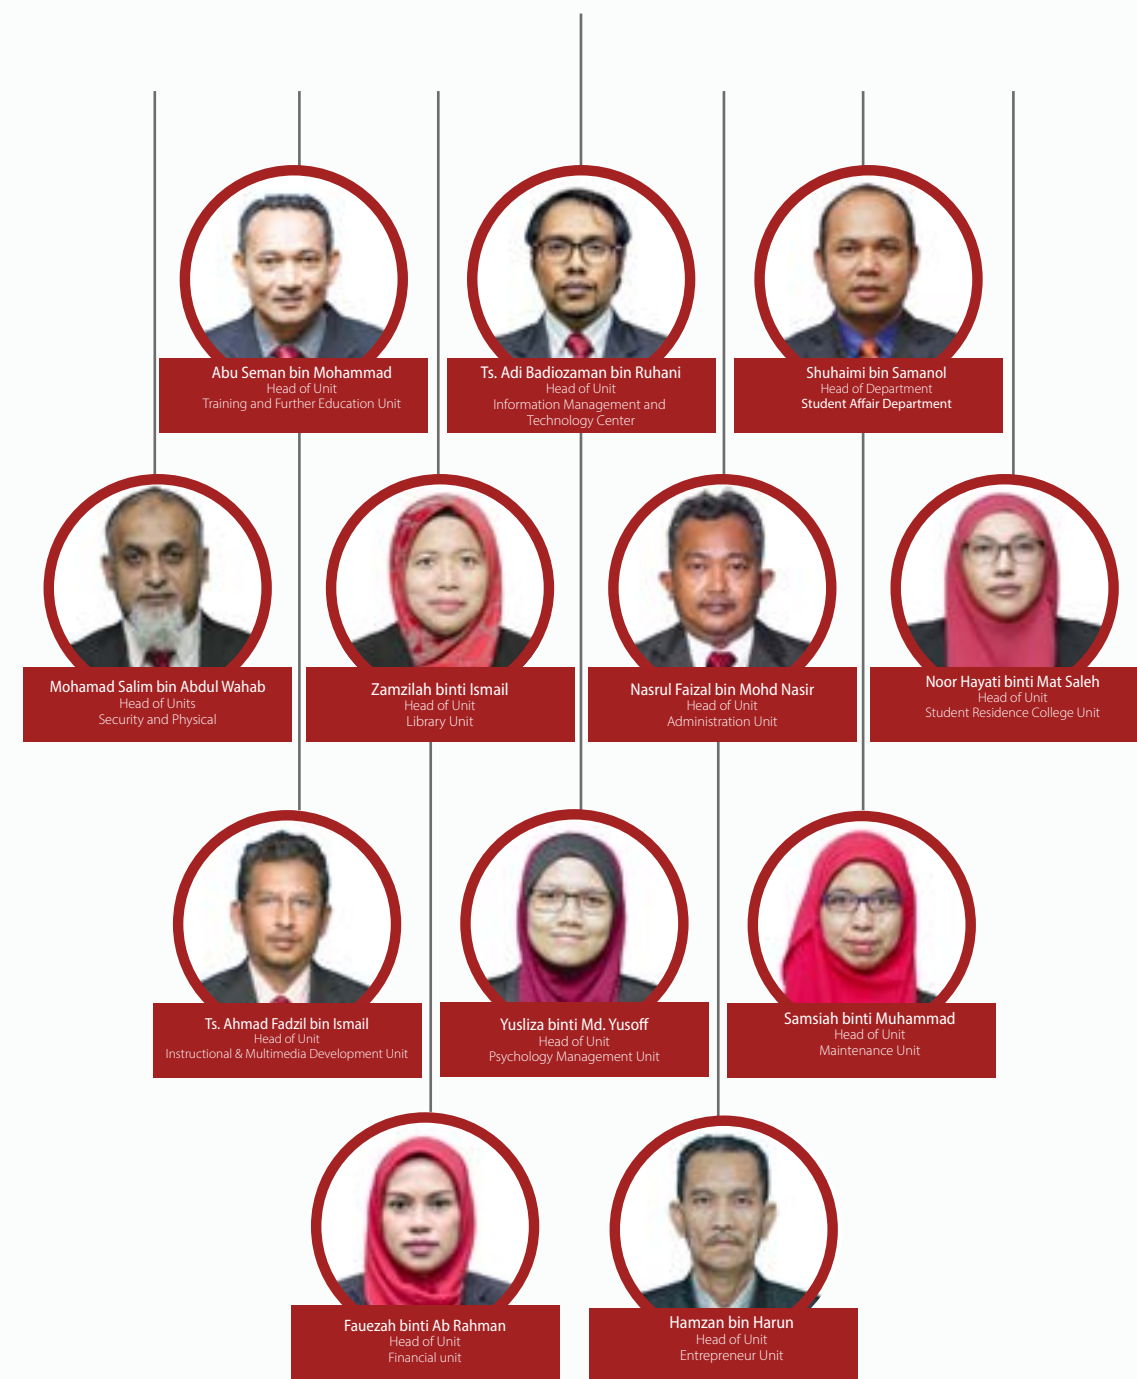 Abu Seman bin Mohammad
Head of Unit
Training and Further Education Unit
Ts. Adi Badiozaman bin Ruhani
Head of Unit
Information Management and
Technology Center
Shuhaimi bin Samanol
Head of Department
Student Affair Department
Mohamad Salim bin Abdul Wahab
Head of Units
Security and Physical
Zamzilah binti Ismail
Head of Unit
Library Unit
Nasrul Faizal bin Mohd Nasir
Head of Unit
Administration Unit
Noor Hayati binti Mat Saleh
Head of Unit
Student Residence College Unit
Ts. Ahmad Fadzil bin Ismail
Head of Unit
Instructional & Multimedia Development Unit
Yusliza binti Md. Yusoff
Head of Unit
Psychology Management Unit
Samsiah binti Muhammad
Head of Unit
Maintenance Unit
Fauezah binti Ab Rahman
Head of Unit
Financial unit
Hamzan bin Harun
Head of Unit
Entrepreneur Unit